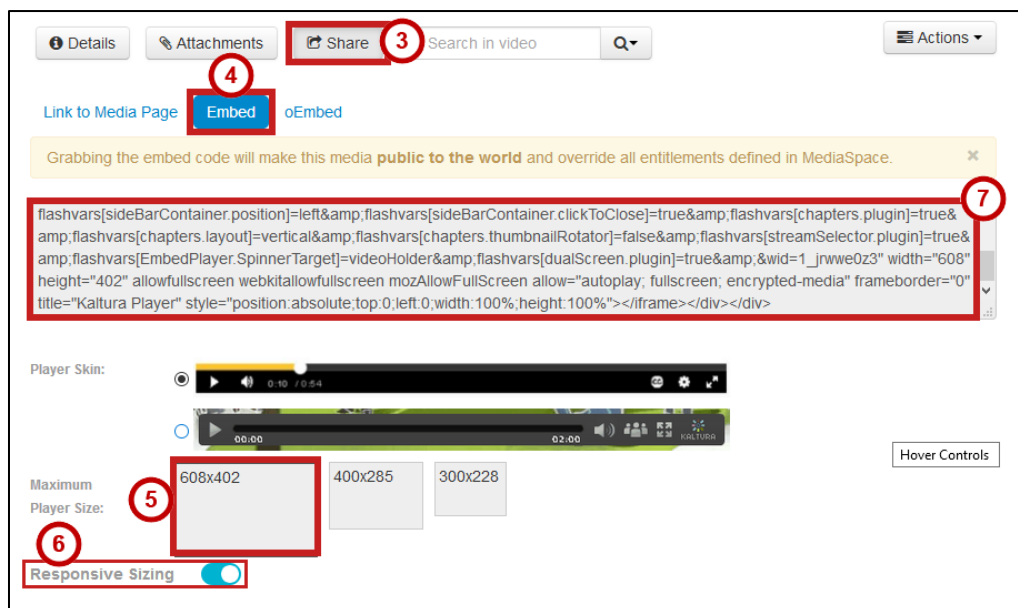 Details Attachments Share 3 Search in video Actions
4
Link to Media Page Embed oEmbed
Grabbing the embed code will make this media public to the world and override all entitlements defined in MediaSpace. ×
7
flashvars[sideBarContainer.position]=left&amp;flashvars[sideBarContainer.clickToClose]=true&amp;flashvars[chapters.plugin]=true&
amp;flashvars[chapters.layout]=vertical&amp;flashvars[chapters.thumbnailRotator]=false&amp;flashvars[streamSelector.plugin]=true&
amp;flashvars[EmbedPlayer.SpinnerTarget]=videoHolder&amp;flashvars[dualScreen.plugin]=true&amp;&wid=1_jrwwe0z3" width="608"
height="402" allowfullscreen webkitallowfullscreen mozAllowFullScreen allow="autoplay; fullscreen; encrypted-media" frameborder="0"
title="Kaltura Player" style="position:absolute;top:0;left:0;width:100%;height:100%"></iframe></div></div>
Player Skin:
0:10 / 0:54 CC
00:00 02:00 KALTURA
Hover Controls
608x402 400x285 300x228
Maximum
Player Size:
5
6
Responsive Sizing